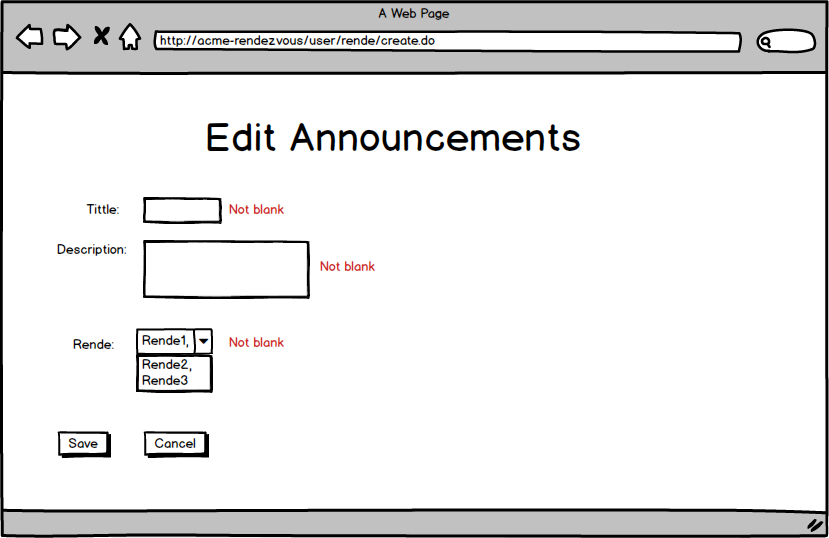 A Web Page
http://acme-rendezvous/user/rende/create.do
Edit Announcements
Tittle: Not blank
Description: Not blank
Rende: Rende1, Not blank
Rende2,
Rende3
Save Cancel